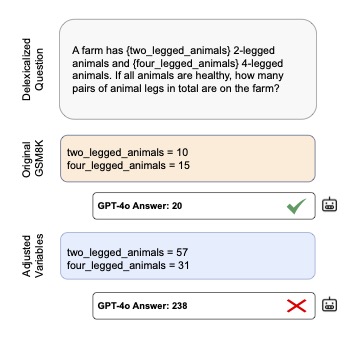 Delexicalized
Question
A farm has {two_legged_animals} 2-legged
animals and {four_legged_animals} 4-legged
animals. If all animals are healthy, how many
pairs of animal legs in total are on the farm?
Original
GSM8K
two_legged_animals = 10
four_legged_animals = 15
GPT-4o Answer: 20
Adjusted
Variables
two_legged_animals = 57
four_legged_animals = 31
GPT-4o Answer: 238